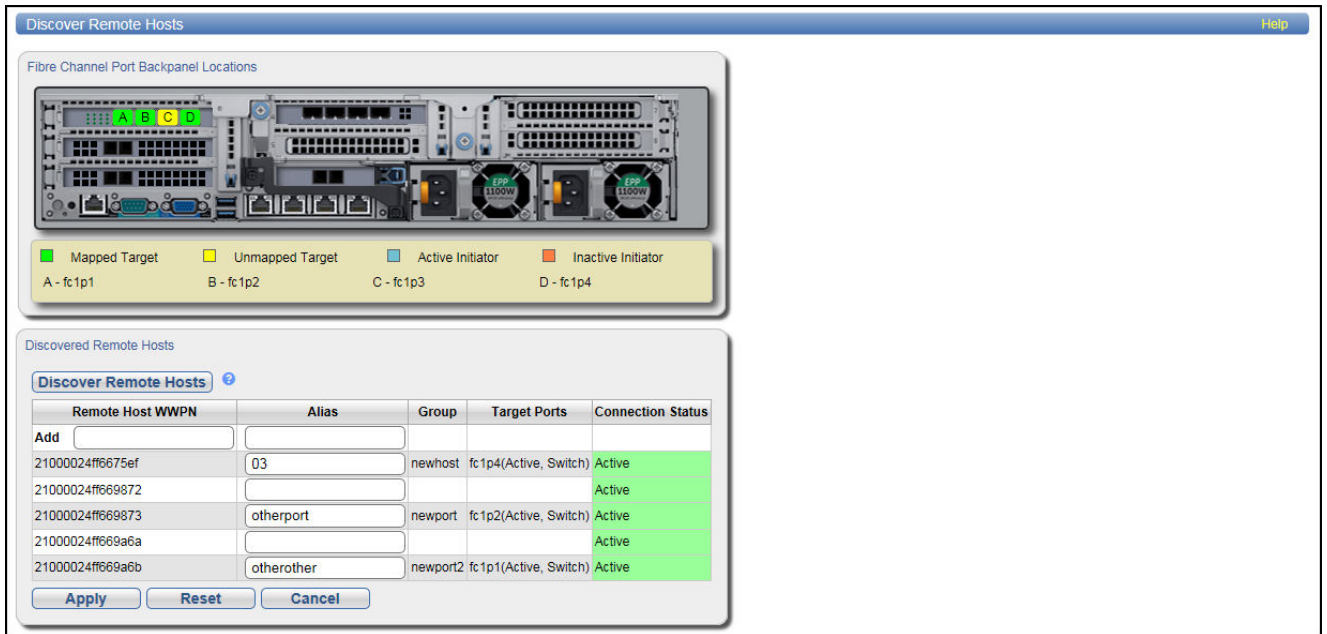 Discover Remote Hosts Help
Fibre Channel Port Backpanel Locations
A B C D
EPP 1100W EPP 1100W
Mapped Target Unmapped Target Active Initiator Inactive Initiator
A - fc1p1 B - fc1p2 C - fc1p3 D - fc1p4
Discovered Remote Hosts
Discover Remote Hosts ?
Remote Host WWPN Alias Group Target Ports Connection Status
Add
21000024ff6675ef 03 newhost fc1p4(Active, Switch) Active
21000024ff669872 Active
21000024ff669873 otherport newport fc1p2(Active, Switch) Active
21000024ff669a6a Active
21000024ff669a6b otherother newport2 fc1p1(Active, Switch) Active
Apply Reset Cancel